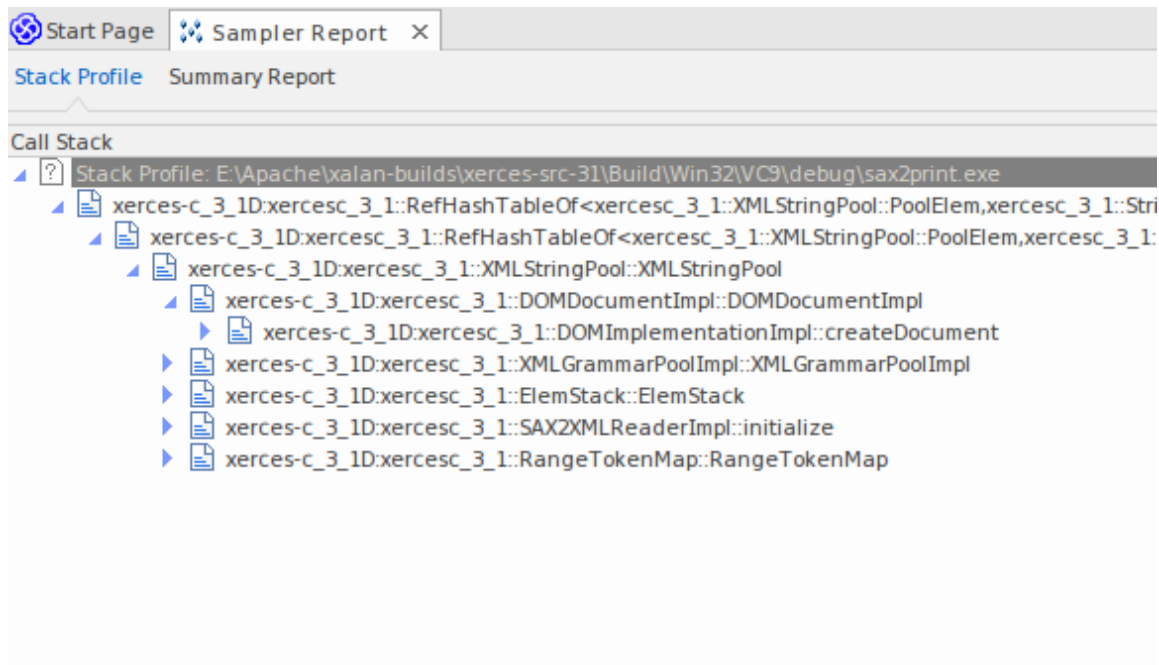 Start Page Sampler Report ×
Stack Profile Summary Report
Call Stack
Stack Profile: E:\Apache\xalan-builds\xerces-src-31\Build\Win32\VC9\debug\sax2print.exe
xerces-c_3_1D:xercesc_3_1::RefHashTableOf<xercesc_3_1::XMLStringPool::PoolElem,xercesc_3_1::Stri
xerces-c_3_1D:xercesc_3_1::RefHashTableOf<xercesc_3_1::XMLStringPool::PoolElem,xercesc_3_1:
xerces-c_3_1D:xercesc_3_1::XMLStringPool::XMLStringPool
xerces-c_3_1D:xercesc_3_1::DOMDocumentImpl::DOMDocumentImpl
xerces-c_3_1D:xercesc_3_1::DOMImplementationImpl::createDocument
xerces-c_3_1D:xercesc_3_1::XMLGrammarPoolImpl::XMLGrammarPoolImpl
xerces-c_3_1D:xercesc_3_1::ElemStack::ElemStack
xerces-c_3_1D:xercesc_3_1::SAX2XMLReaderImpl::initialize
xerces-c_3_1D:xercesc_3_1::RangeTokenMap::RangeTokenMap